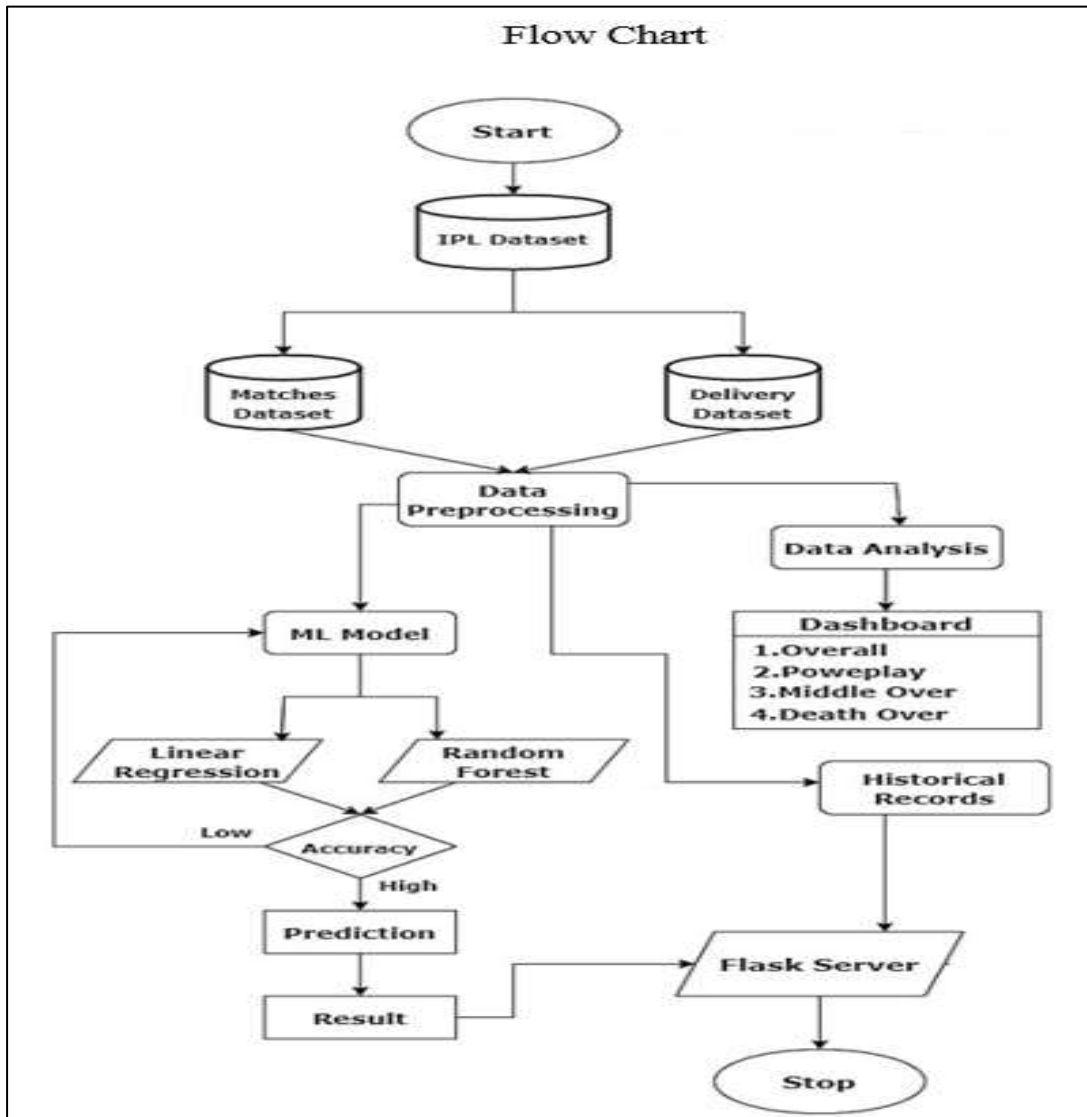 Flow Chart
Start
IPL Dataset
Matches
Dataset
Delivery
Dataset
Data
Preprocessing
Data Analysis
ML Model
Dashboard
1.Overall
2.Poweplay
3.Middle Over
4.Death Over
Linear
Regression
Random
Forest
Historical
Records
Low
Accuracy
High
Prediction
Flask Server
Result
Stop